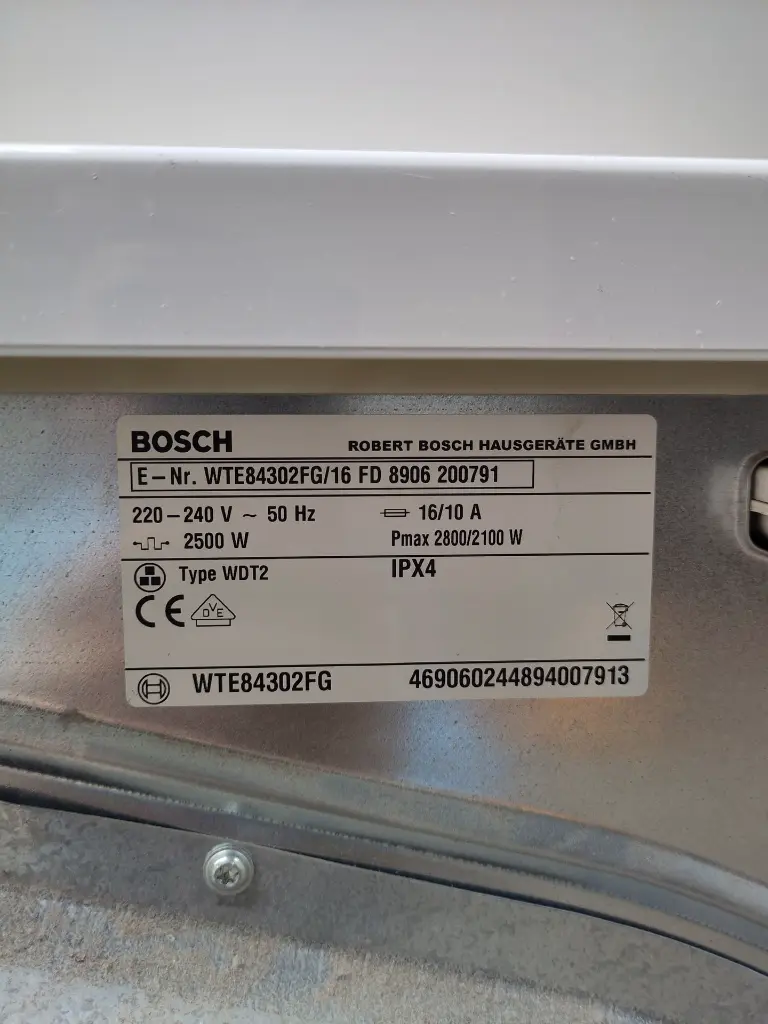 BOSCH ROBERT BOSCH HAUSGERÄTE GMBH
E-Nr. WTE84302FG/16 FD 8906 200791
220-240 V ~ 50 Hz 16/10 A
2500 W Pmax 2800/2100 W
Type WDT2 IPX4
CE DVE
WTE84302FG 469060244894007913